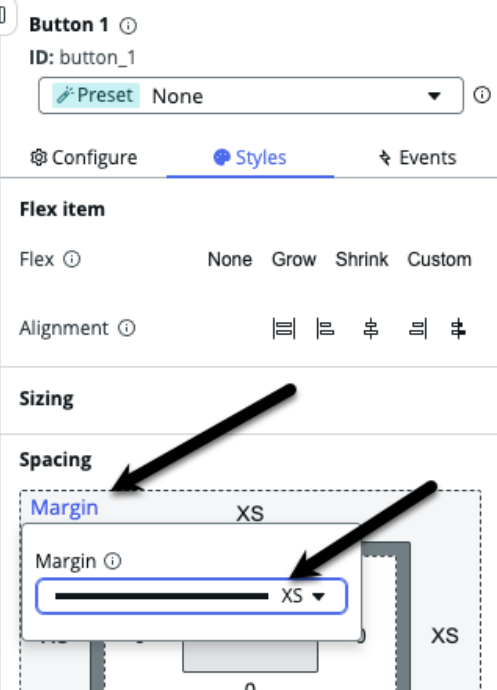 Button 1
ID: button_1
Preset None
Configure Styles Events
Flex item
Flex None Grow Shrink Custom
Alignment
Sizing
Spacing
Margin
XS
Margin
XS
XS
0